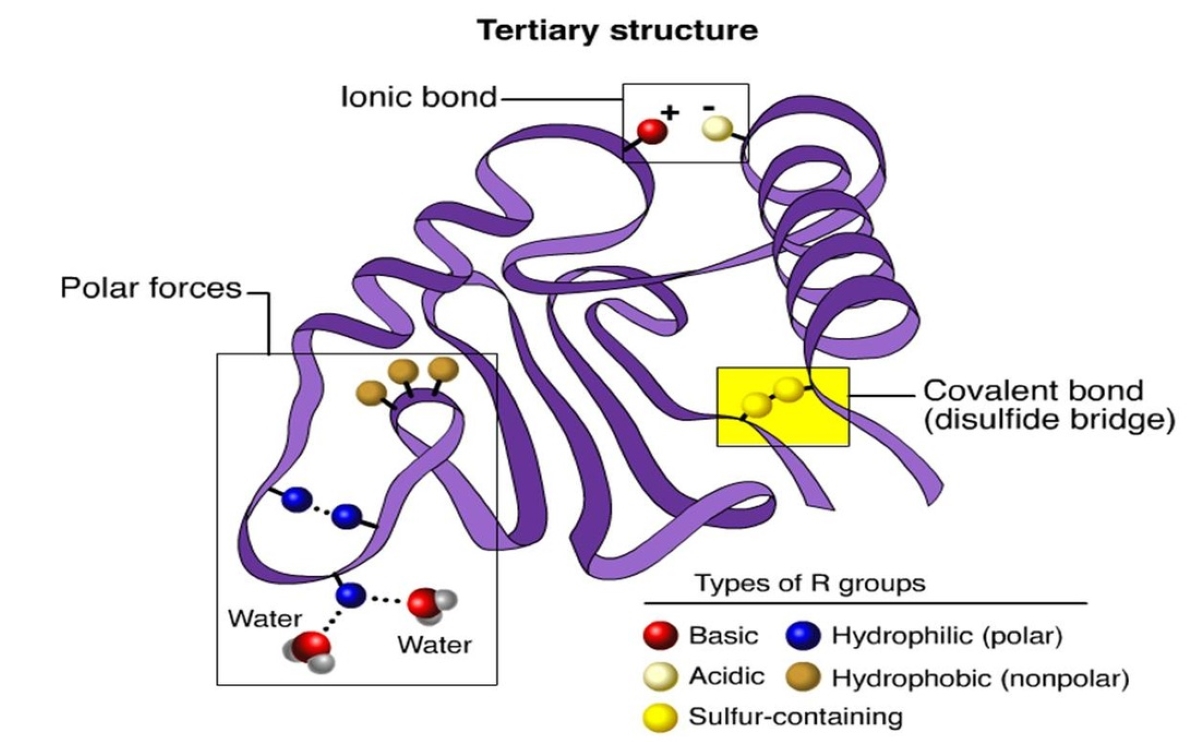 Tertiary structure
Ionic bond
+ -
Polar forces
Covalent bond
(disulfide bridge)
Water
Water
Types of R groups
Basic
Hydrophilic (polar)
Acidic
Hydrophobic (nonpolar)
Sulfur-containing